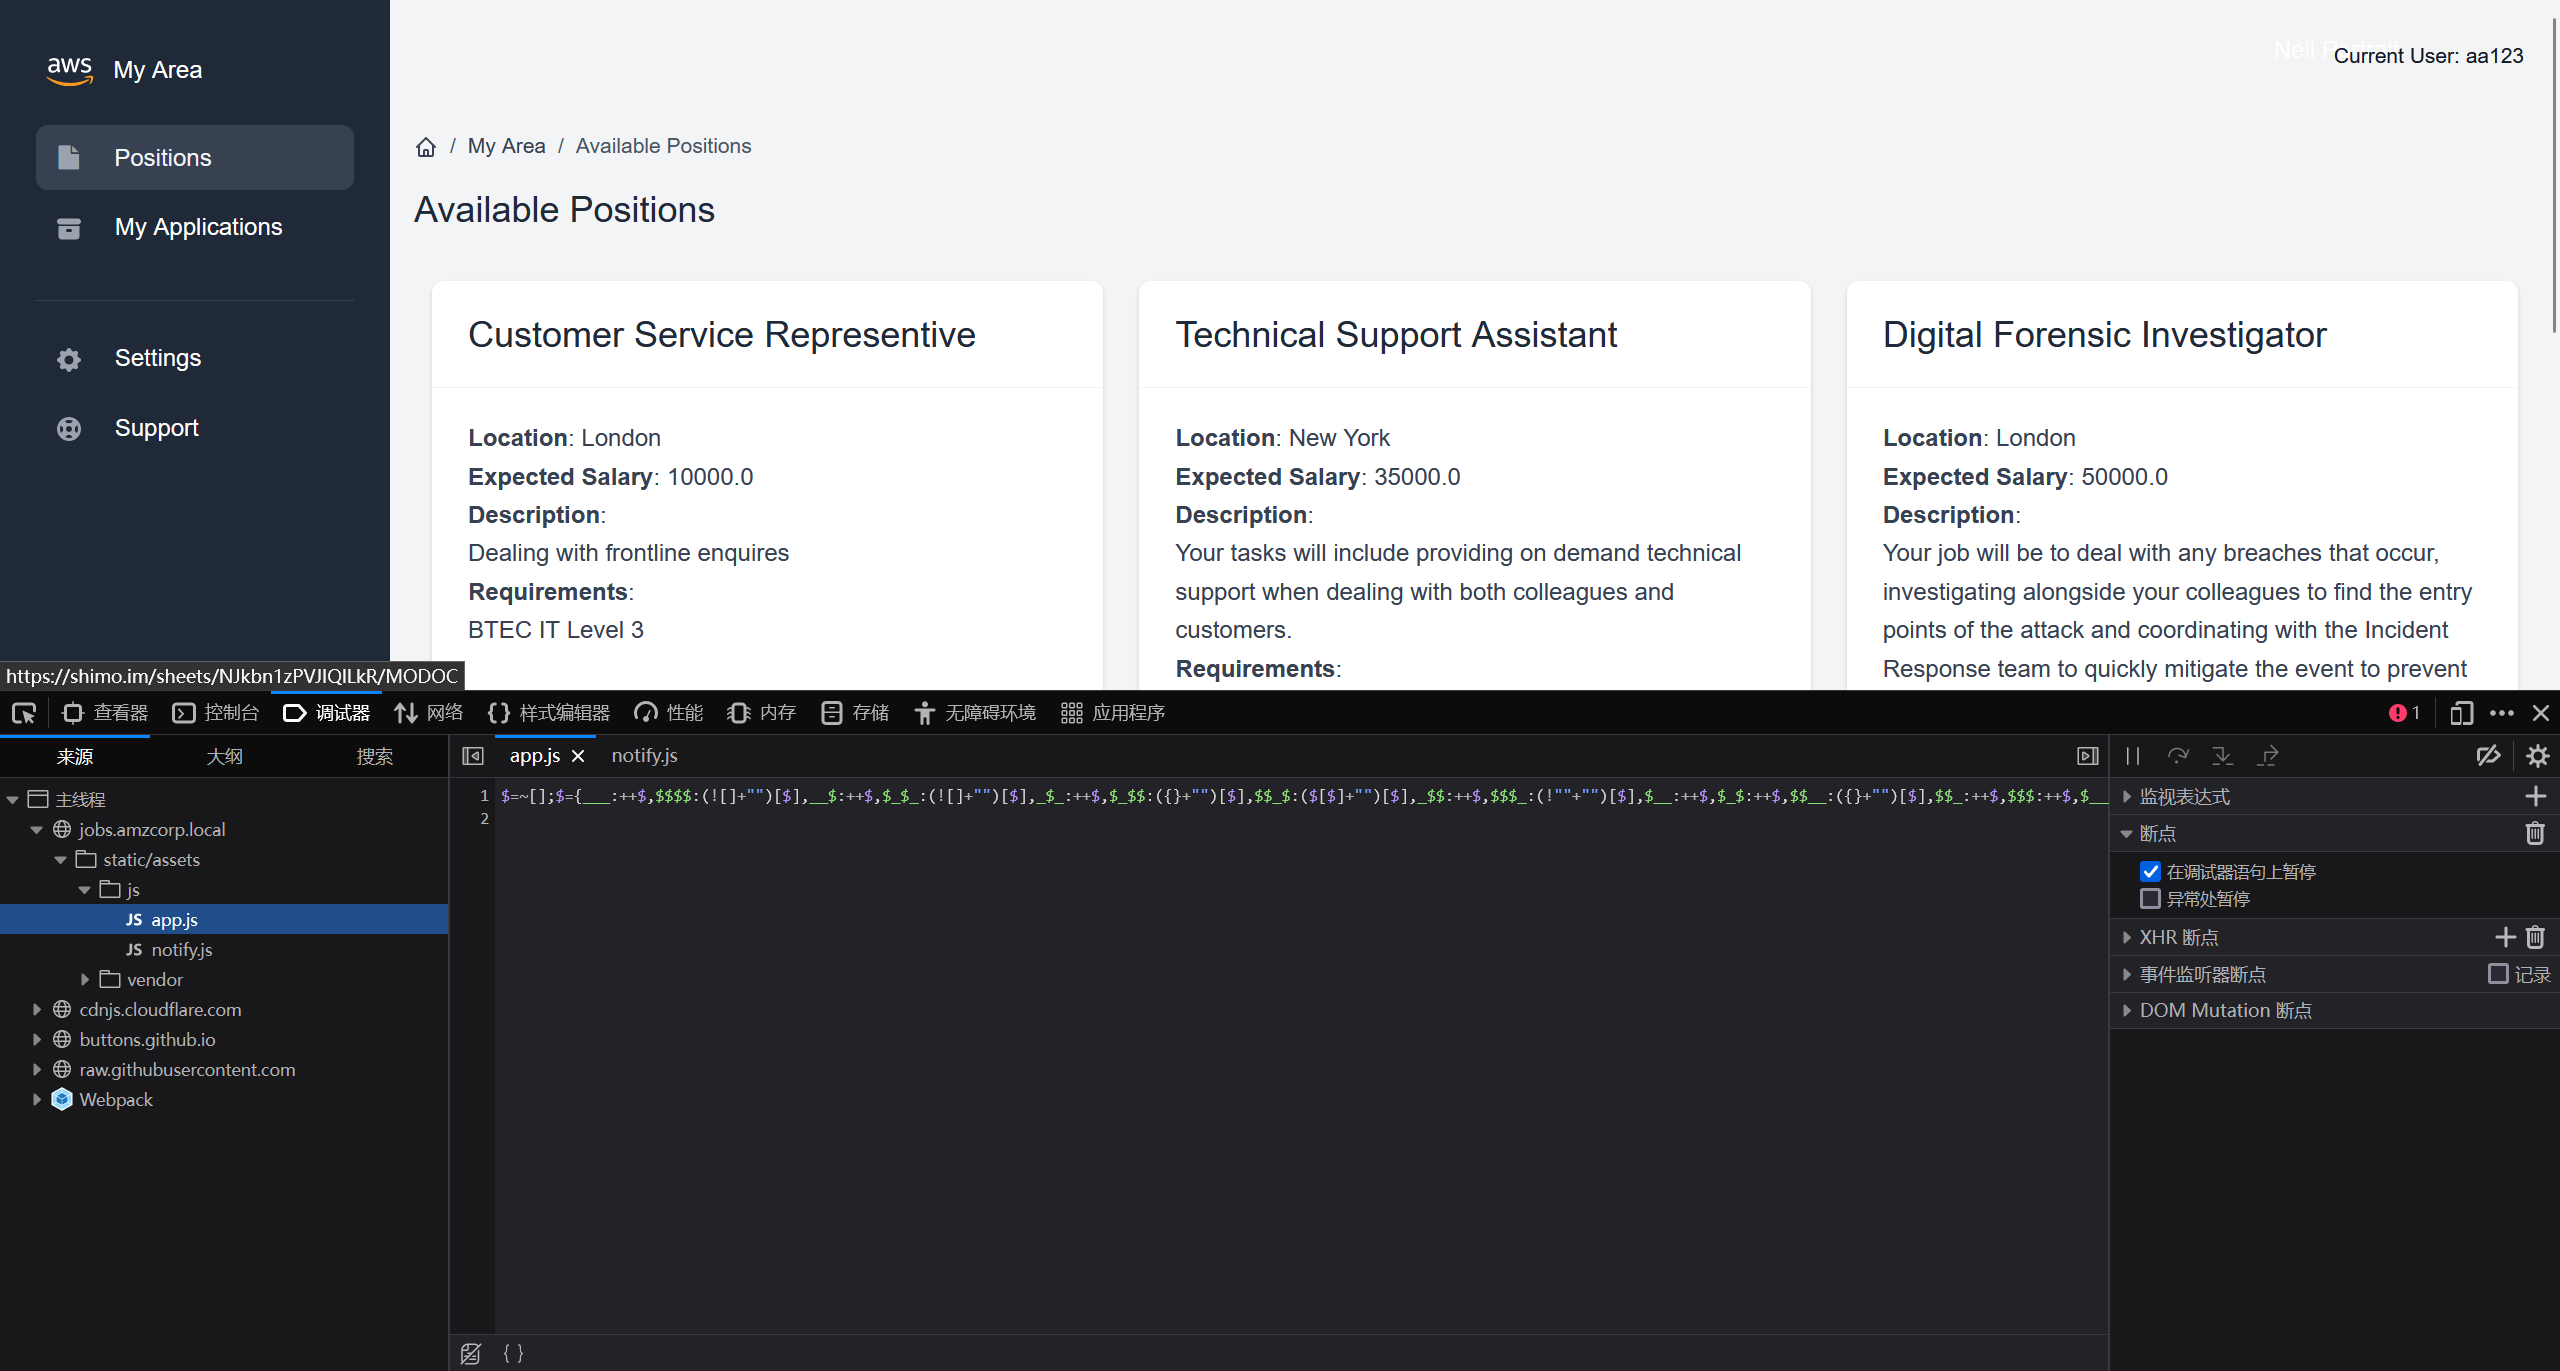 aws My Area
Positions
My Applications
Settings
Support
Current User: aa123
/ My Area / Available Positions
Available Positions
Customer Service Representive
Location: London
Expected Salary: 10000.0
Description:
Dealing with frontline enquires
Requirements:
BTEC IT Level 3
Technical Support Assistant
Location: New York
Expected Salary: 35000.0
Description:
Your tasks will include providing on demand technical
support when dealing with both colleagues and
customers.
Requirements:
Digital Forensic Investigator
Location: London
Expected Salary: 50000.0
Description:
Your job will be to deal with any breaches that occur,
investigating alongside your colleagues to find the entry
points of the attack and coordinating with the Incident
Response team to quickly mitigate the event to prevent
https://shimo.im/sheets/NJkbn1zPVJIQILkR/MODOC
查看器 控制台 调试器 网络 样式编辑器 性能 内存 存储 无障碍环境 应用程序 1
来源 大纲 搜索
主线程
jobs.amzcorp.local
static/assets
js
JS app.js
JS notify.js
vendor
cdnjs.cloudflare.com
buttons.github.io
raw.githubusercontent.com
Webpack
app.js notify.js
1 $=~[];$={___:++$,$$$$:(![]+"")[$],__$:++$,$_$_:(![]+"")[$],_$_:++$,$_$$:({}+"")[$],$$_$:($[$]+"")[$],_$$:++$,$$$_:(!""+"")[$],$__:++$,$_$:++$,$$__:({}+"")[$],$$_:++$,$$$:++$,$__
2
{ }
监视表达式
断点
在调试器语句上暂停
异常处暂停
XHR 断点
事件监听器断点 记录
DOM Mutation 断点